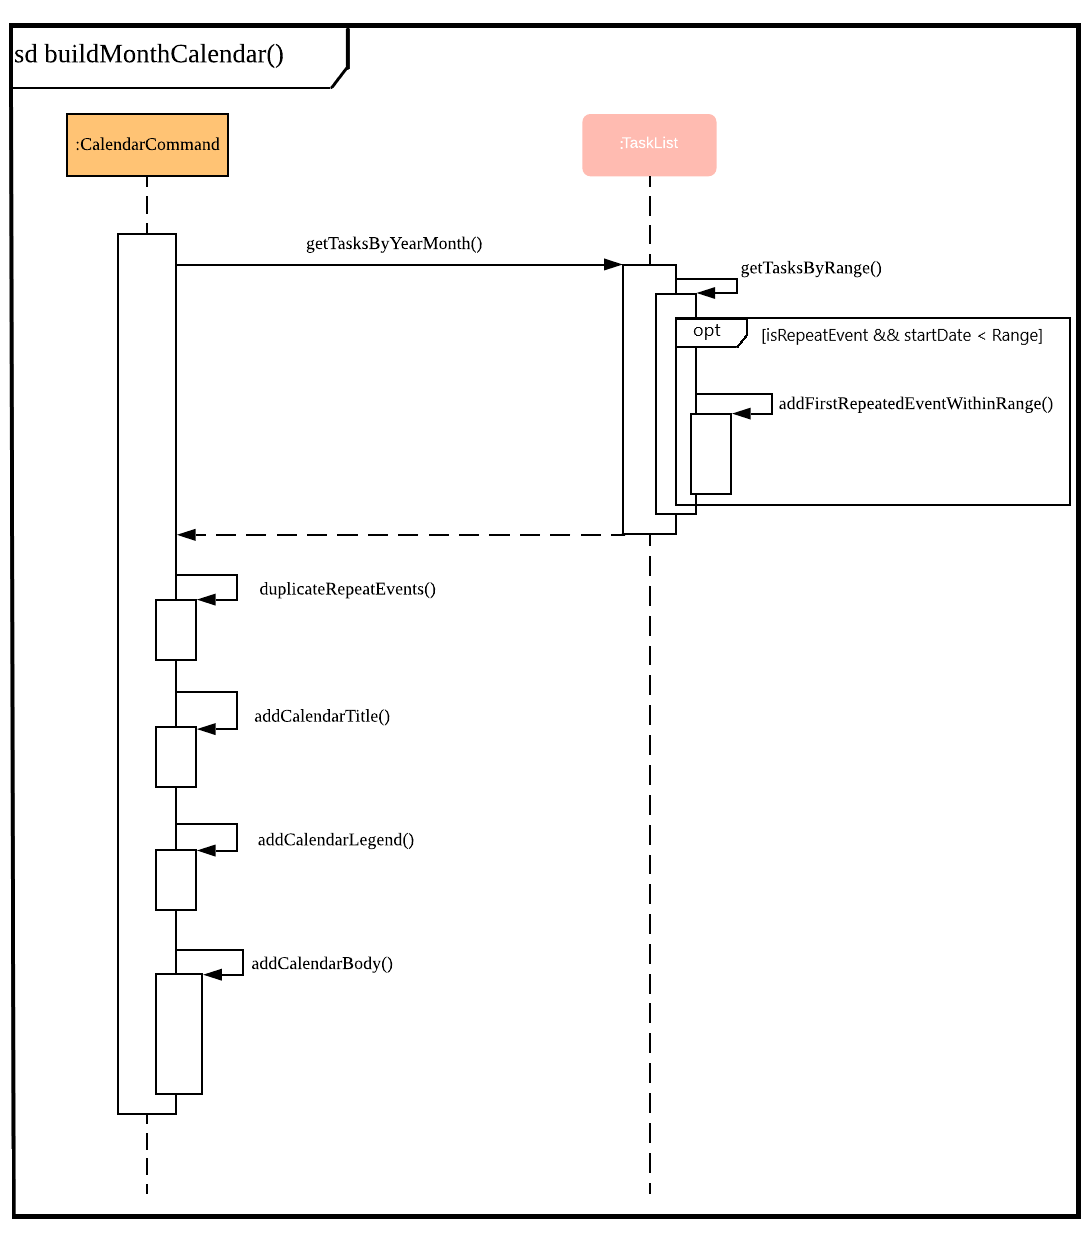 sd buildMonthCalendar()
:CalendarCommand
:TaskList
getTasksByYearMonth()
getTasksByRange()
opt
[isRepeatEvent && startDate < Range]
addFirstRepeatedEventWithinRange()
duplicateRepeatEvents()
addCalendarTitle()
addCalendarLegend()
addCalendarBody()